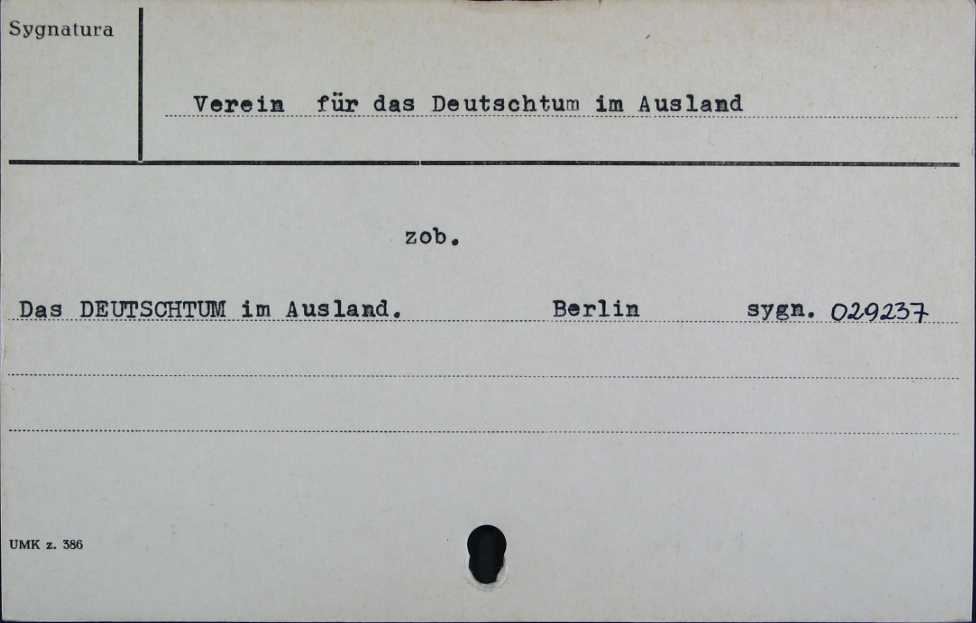 Sygnatura
Verein für das Deutschtum im Ausland
zob.
Das DEUTSCHTUM im Ausland. Berlin sygn. 029237
UMK z. 386